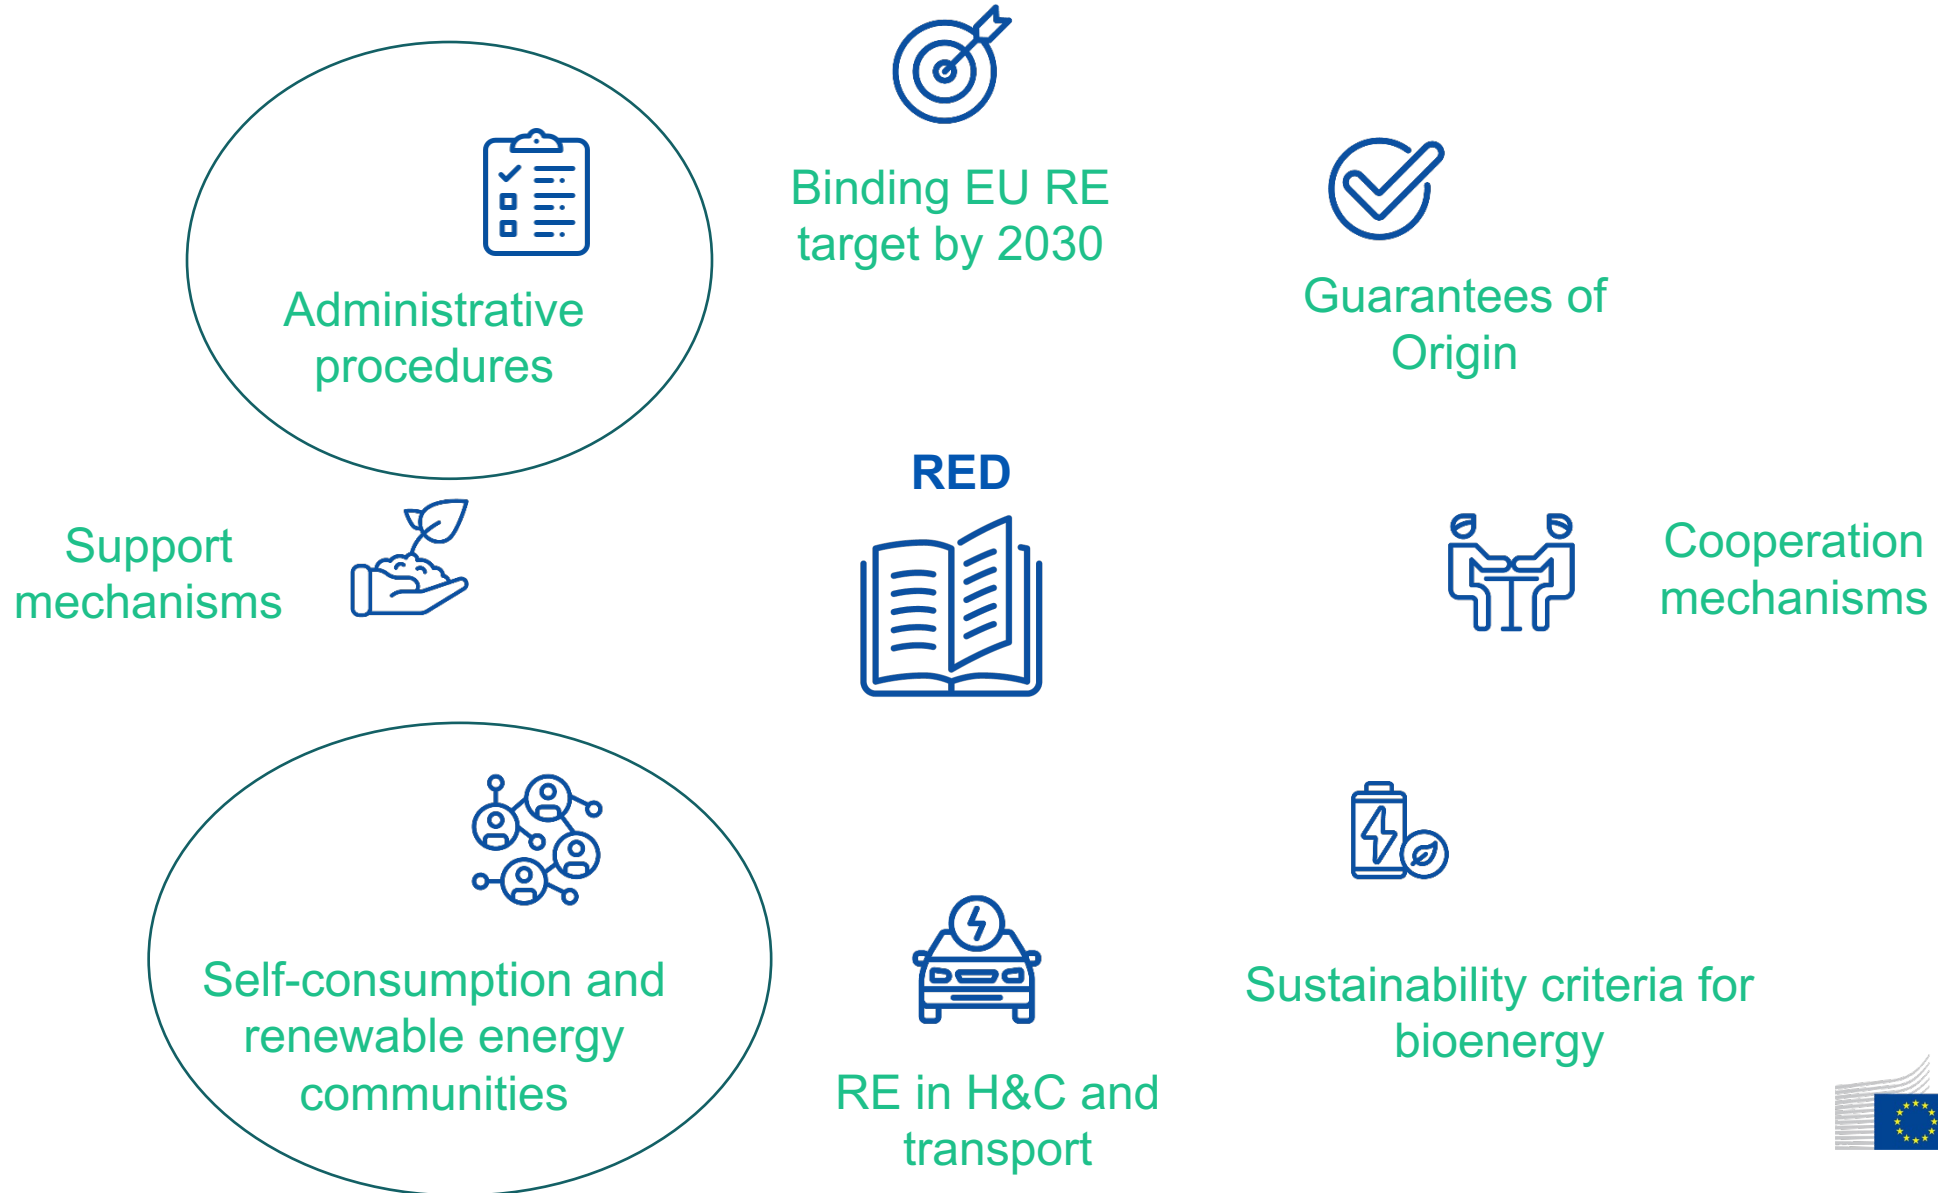 Binding EU RE
target by 2030
Administrative
procedures
Guarantees of
Origin
RED
Support
mechanisms
Cooperation
mechanisms
Self-consumption and
renewable energy
communities
RE in H&C and
transport
Sustainability criteria for
bioenergy